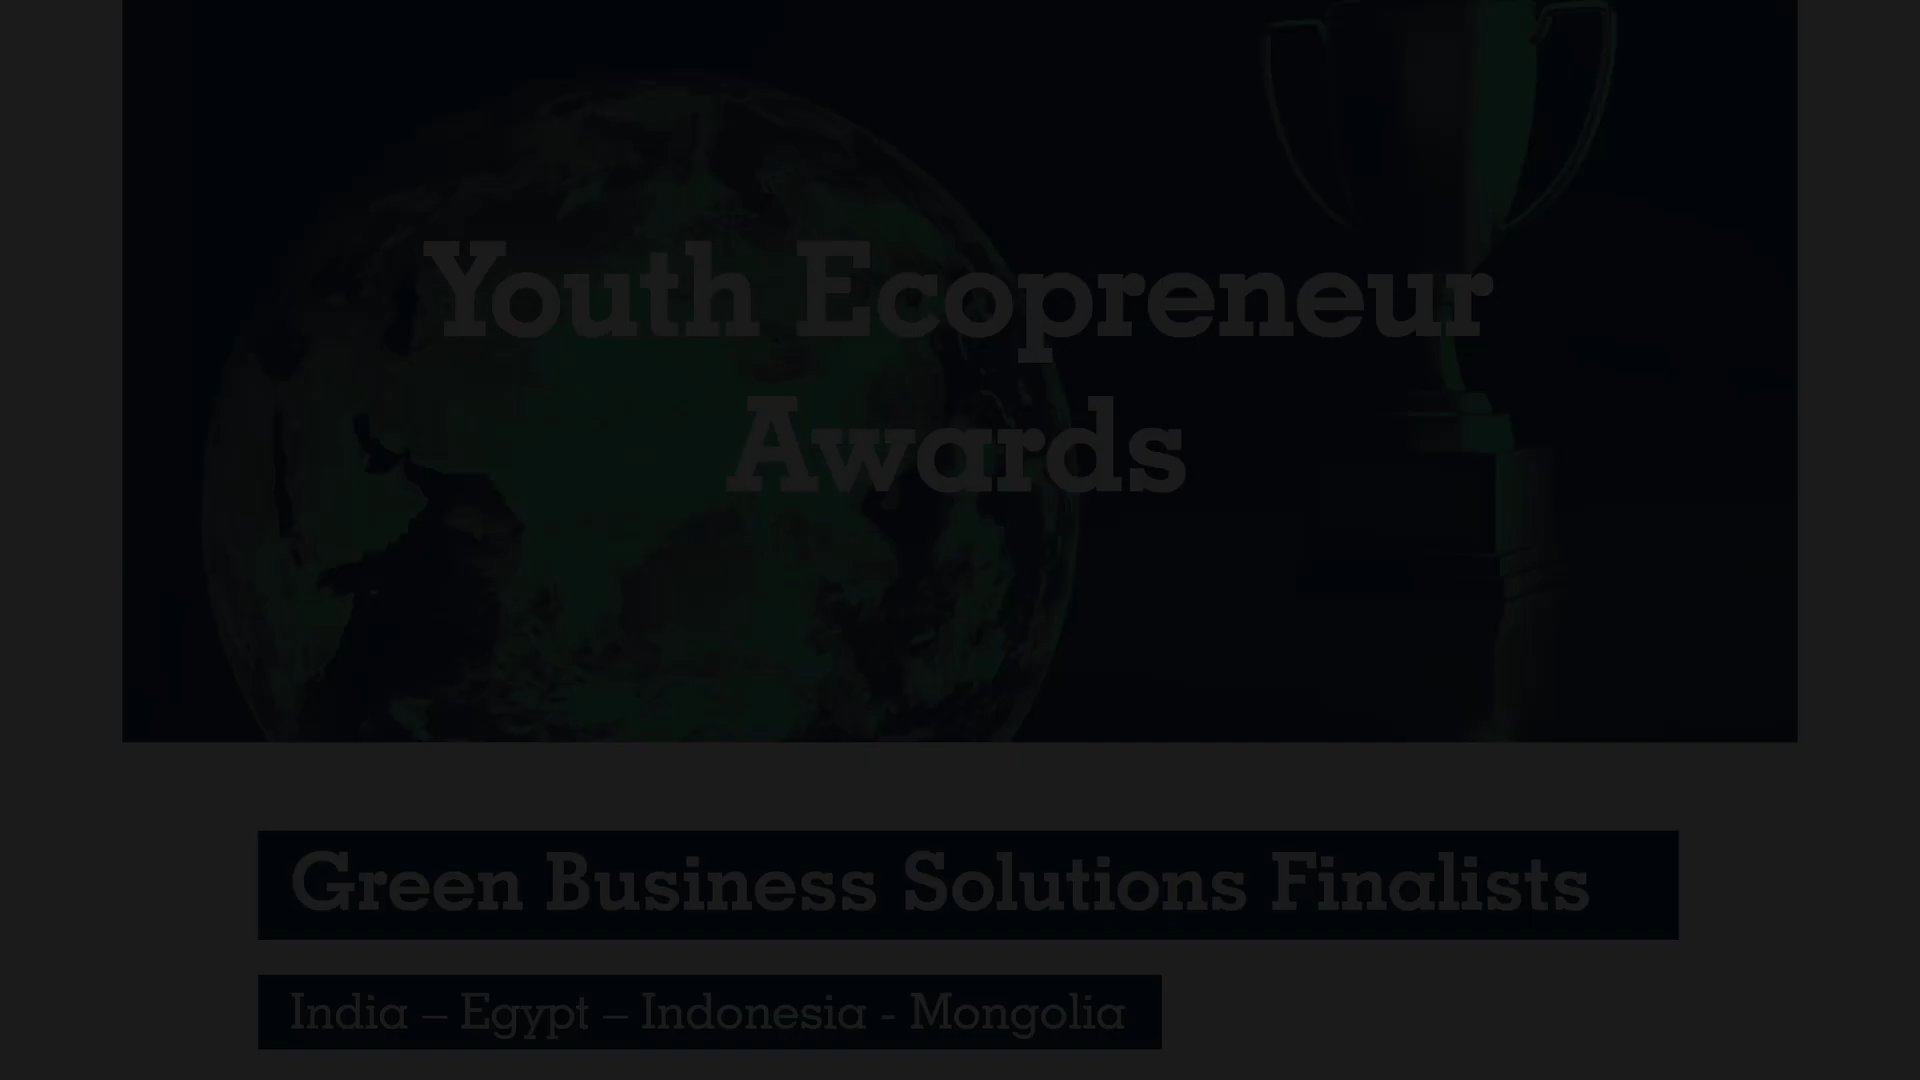 Youth Ecopreneur
Awards
Green Business Solutions Finalists
India – Egypt – Indonesia - Mongolia